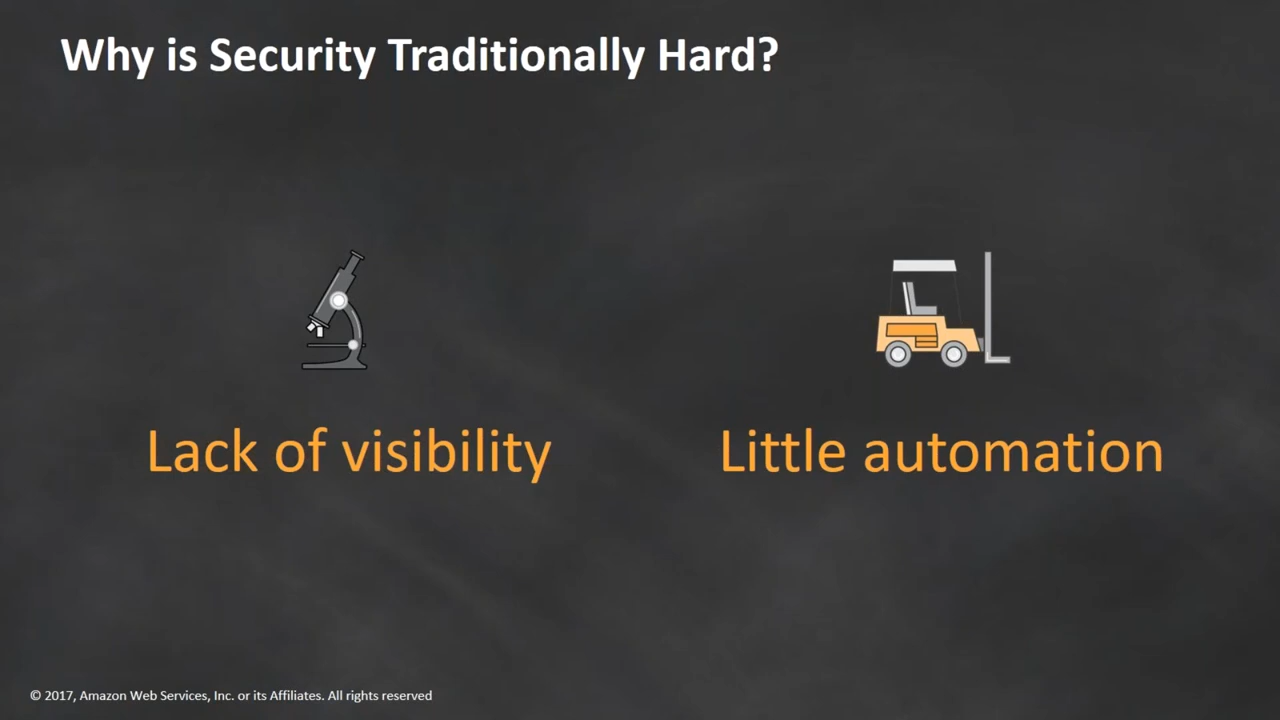 Why is Security Traditionally Hard?
Lack of visibility
Little automation
© 2017, Amazon Web Services, Inc. or its Affiliates. All rights reserved